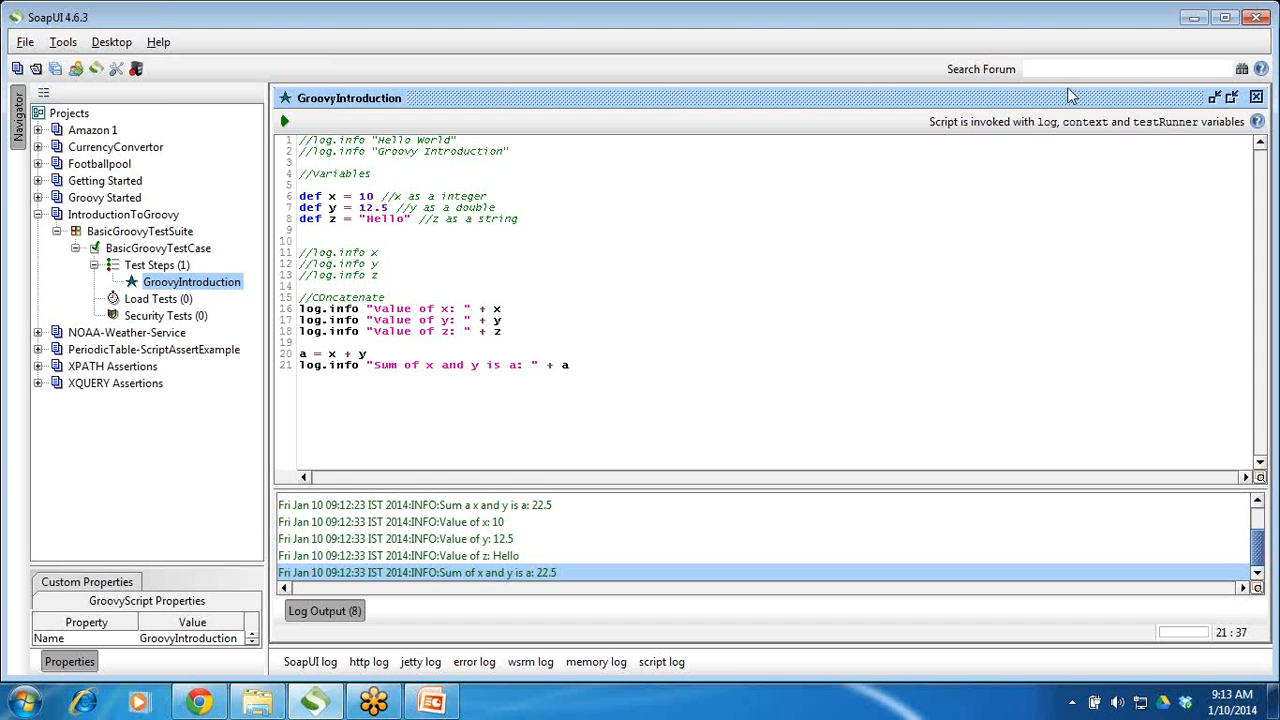 SoapUI 4.6.3
File Tools Desktop Help
Search Forum
Navigator
Projects
Amazon 1
CurrencyConvertor
Footballpool
Getting Started
Groovy Started
IntroductionToGroovy
BasicGroovyTestSuite
BasicGroovyTestCase
Test Steps (1)
GroovyIntroduction
Load Tests (0)
Security Tests (0)
NOAA-Weather-Service
PeriodicTable-ScriptAssertExample
XPATH Assertions
XQUERY Assertions
Custom Properties
GroovyScript Properties
Property Value
Name GroovyIntroduction
Properties
GroovyIntroduction
Script is invoked with log, context and testRunner variables
1 //log.info "Hello World"
2 //log.info "Groovy Introduction"
3
4 //Variables
5
6 def x = 10 //x as a integer
7 def y = 12.5 //y as a double
8 def z = "Hello" //z as a string
9
10
11 //log.info x
12 //log.info y
13 //log.info z
14
15 //CDncatenate
16 log.info "Value of x: " + x
17 log.info "Value of y: " + y
18 log.info "Value of z: " + z
19
20 a = x + y
21 log.info "Sum of x and y is a: " + a
Fri Jan 10 09:12:23 IST 2014:INFO:Sum a x and y is a: 22.5
Fri Jan 10 09:12:33 IST 2014:INFO:Value of x: 10
Fri Jan 10 09:12:33 IST 2014:INFO:Value of y: 12.5
Fri Jan 10 09:12:33 IST 2014:INFO:Value of z: Hello
Fri Jan 10 09:12:33 IST 2014:INFO:Sum of x and y is a: 22.5
Log Output (8)
21 : 37
SoapUI log http log jetty log error log wsrm log memory log script log
9:13 AM
1/10/2014